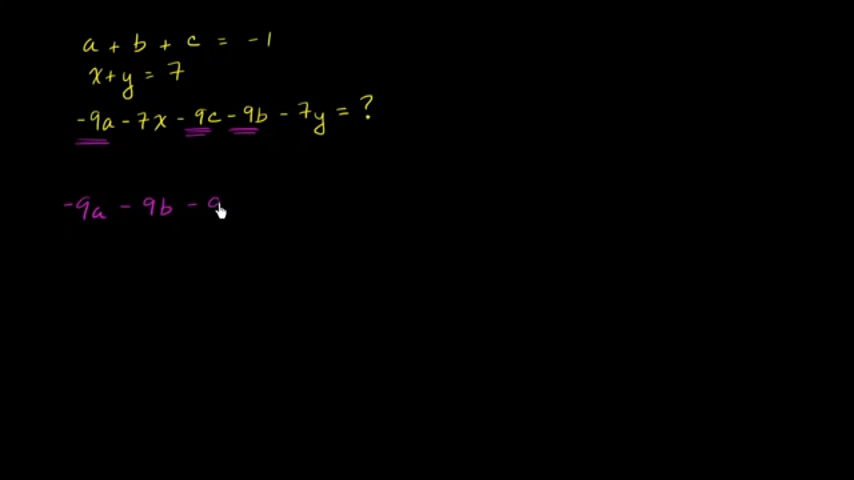 a + b + c = -1
x+y = 7
-9a - 7x - 9c - 9b - 7y = ?
-9a - 9b - 9